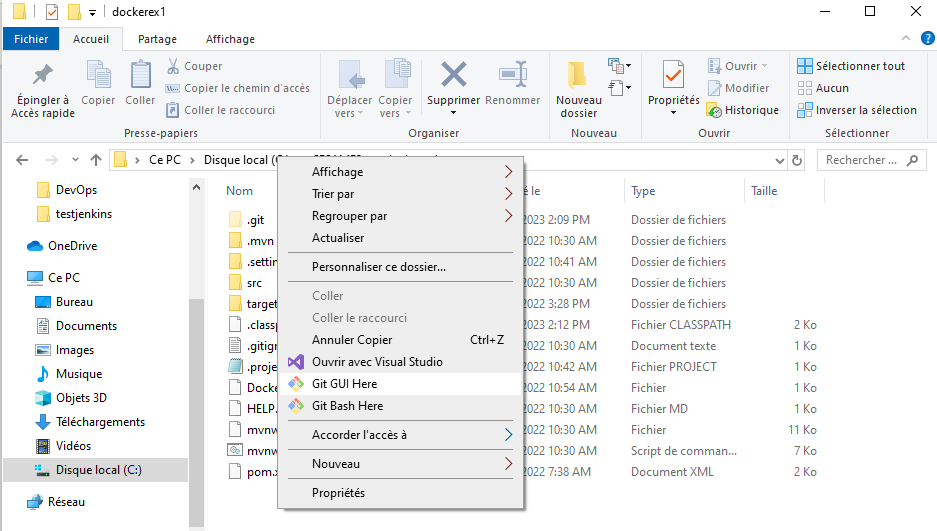 dockerex1
Fichier Accueil Partage Affichage
Épingler à Accès rapide
Copier
Coller
Couper
Copier le chemin d'accès
Coller le raccourci
Déplacer vers
Copier vers
Supprimer
Renommer
Nouveau dossier
Propriétés
Ouvrir
Modifier
Historique
Sélectionner tout
Aucun
Inverser la sélection
Presse-papiers Organiser Nouveau Ouvrir Sélectionner
Ce PC Disque local (C:
Rechercher ...
DevOps
testjenkins
OneDrive
Ce PC
Bureau
Documents
Images
Musique
Objets 3D
Téléchargements
Vidéos
Disque local (C:)
Réseau
Nom é le Type Taille
.git 2023 2:09 PM Dossier de fichiers
.mvn 2022 10:30 AM Dossier de fichiers
.settin 2022 10:41 AM Dossier de fichiers
src 2022 10:30 AM Dossier de fichiers
target 2022 3:28 PM Dossier de fichiers
.classp 2023 2:12 PM Fichier CLASSPATH 2 Ko
.gitign 2022 10:30 AM Document texte 1 Ko
.proje 2022 10:42 AM Fichier PROJECT 1 Ko
Docke 2022 10:54 AM Fichier 1 Ko
HELP. 2022 10:30 AM Fichier MD 1 Ko
mvnw 2022 10:30 AM Fichier 11 Ko
mvnw 2022 10:30 AM Script de comman... 7 Ko
pom.x 2022 7:38 AM Document XML 2 Ko
Affichage
Trier par
Regrouper par
Actualiser
Personnaliser ce dossier...
Coller
Coller le raccourci
Annuler Copier Ctrl+Z
Ouvrir avec Visual Studio
Git GUI Here
Git Bash Here
Accorder l'accès à
Nouveau
Propriétés